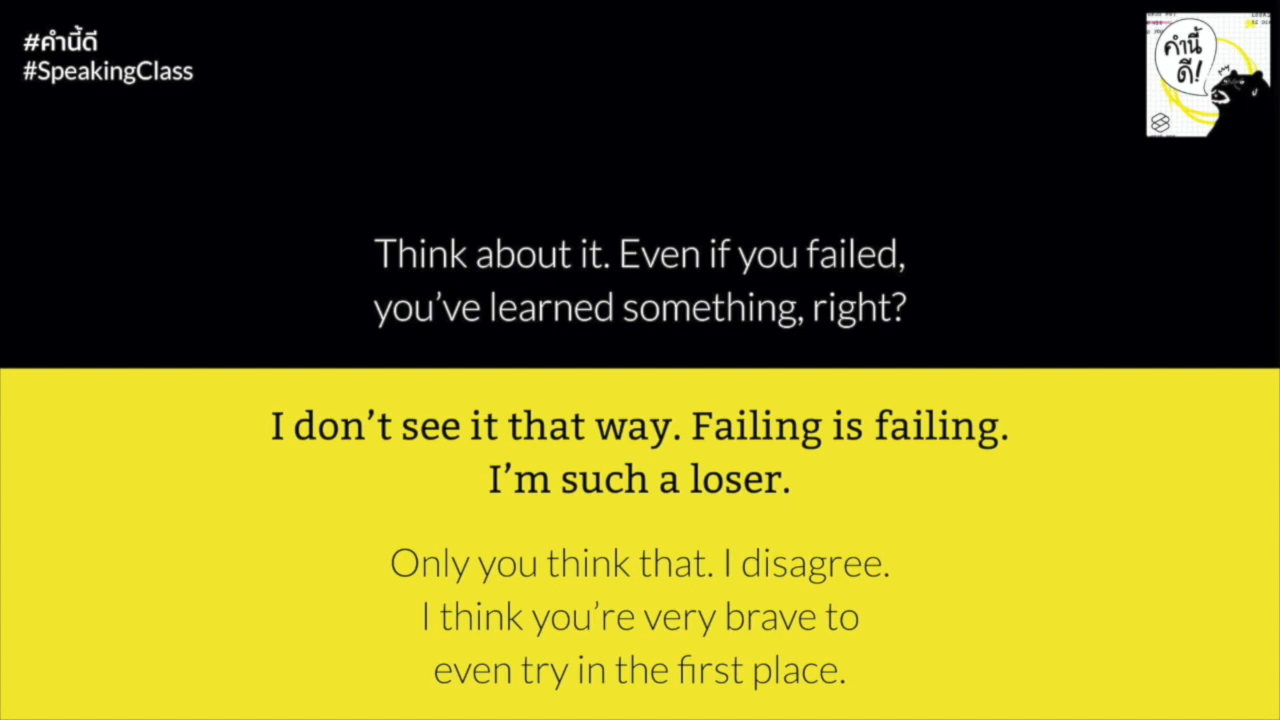 #คำนี้ดี
#SpeakingClass
คำนี้
ดี!
Think about it. Even if you failed,
you’ve learned something, right?
I don’t see it that way. Failing is failing.
I’m such a loser.
Only you think that. I disagree.
I think you’re very brave to
even try in the first place.